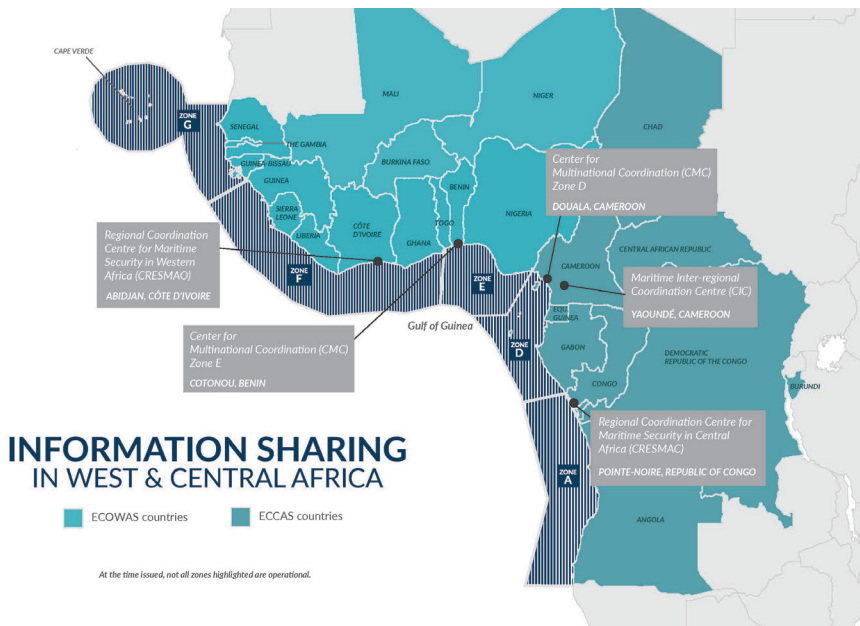 CAPE VERDE
ZONE
G
SENEGAL
THE GAMBIA
GUINEA-BISSAU
GUINEA
SIERRA
LEONE
LIBERIA
MALI
BURKINA FASO
CÔTE
D'IVOIRE
GHANA
TOGO
BENIN
NIGER
NIGERIA
CHAD
Center for
Multinational Coordination (CMC)
Zone D
DOUALA, CAMEROON
CAMEROON
CENTRAL AFRICAN REPUBLIC
Regional Coordination
Centre for Maritime
Security in Western
Africa (CRESMAO)
ABIDJAN, CÔTE D'IVOIRE
ZONE
F
ZONE
E
Maritime Inter-regional
Coordination Centre (CIC)
YAOUNDÉ, CAMEROON
Gulf of Guinea
Center for
Multinational Coordination (CMC)
Zone E
COTONOU, BENIN
EQU.
GUINEA
ZONE
D
GABON
CONGO
DEMOCRATIC
REPUBLIC OF THE CONGO
BURUNDI
Regional Coordination Centre for
Maritime Security in Central
Africa (CRESMAC)
POINTE-NOIRE, REPUBLIC OF CONGO
ZONE
A
ANGOLA
INFORMATION SHARING
IN WEST & CENTRAL AFRICA
ECOWAS countries
ECCAS countries
At the time issued, not all zones highlighted are operational.